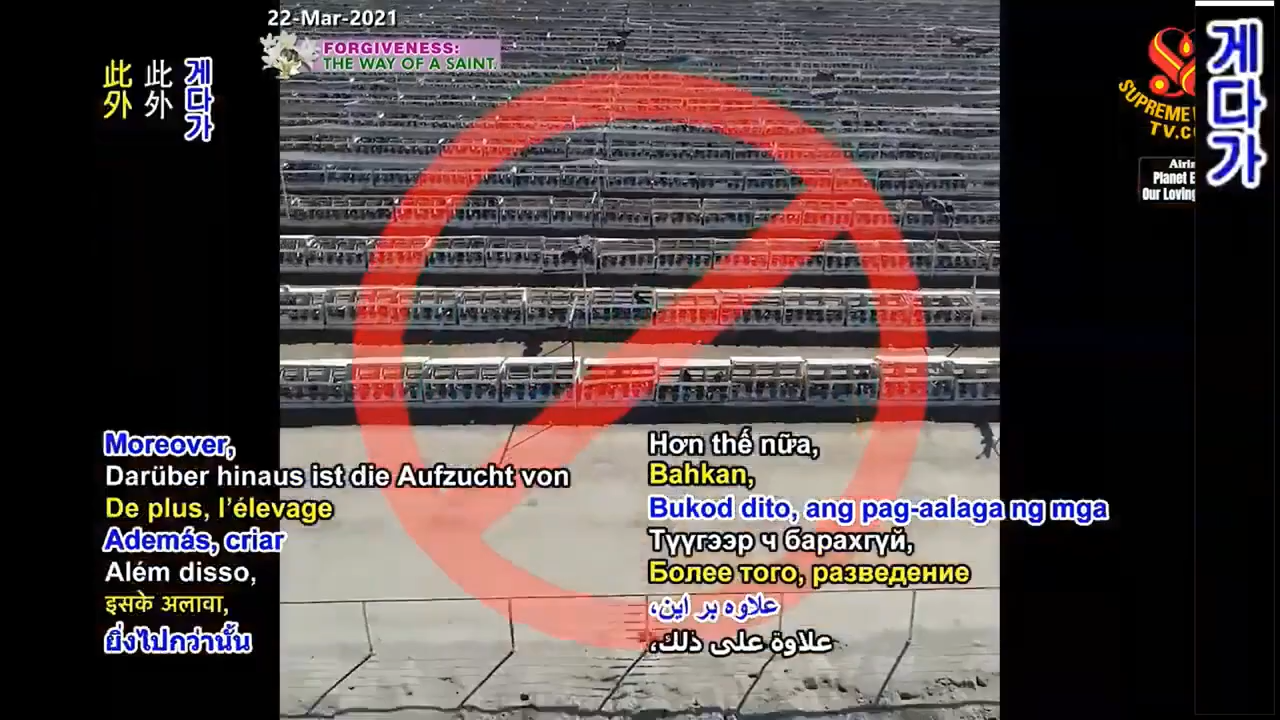 22-Mar-2021
FORGIVENESS:
THE WAY OF A SAINT.
此外
此外
게다가
게다가
SUPREME
TV.C
Planet
Our Loving
Moreover,
Darüber hinaus ist die Aufzucht von
De plus, l’élevage
Además, criar
Além disso,
इसके अलावा,
ยิ่งไปกว่านั้น
Hơn thế nữa,
Bahkan,
Bukod dito, ang pag-aalaga ng mga
Түүгээр ч барахгүй,
Более того, разведение
علاوه بر این،
علاوة على ذلك،